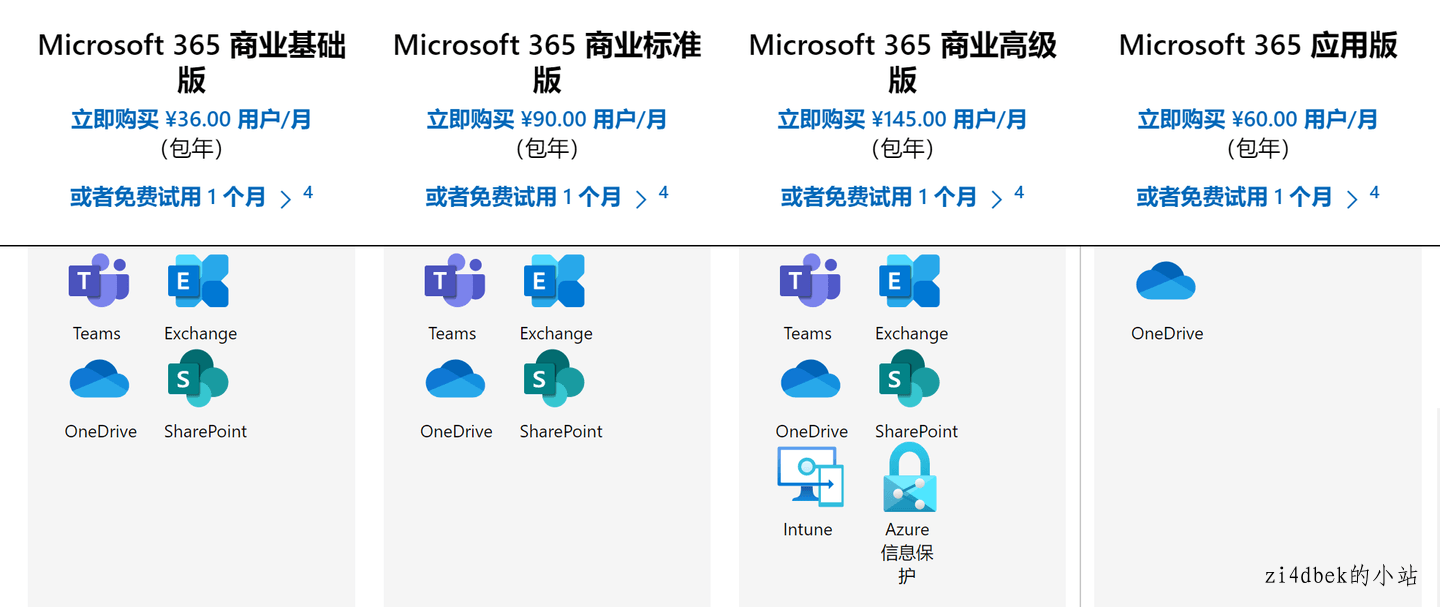 Microsoft 365 商业基础
版
立即购买 ¥36.00 用户/月
(包年)
或者免费试用 1 个月 > 4
Microsoft 365 商业标准
版
立即购买 ¥90.00 用户/月
(包年)
或者免费试用 1 个月 > 4
Microsoft 365 商业高级
版
立即购买 ¥145.00 用户/月
(包年)
或者免费试用 1 个月 > 4
Microsoft 365 应用版
立即购买 ¥60.00 用户/月
(包年)
或者免费试用 1 个月 > 4
T
E
Teams
Exchange
S
OneDrive
SharePoint
T
E
Teams
Exchange
S
OneDrive
SharePoint
T
E
Teams
Exchange
S
OneDrive
SharePoint
Intune
Azure
信息保
护
OneDrive
zi4dbek的小站